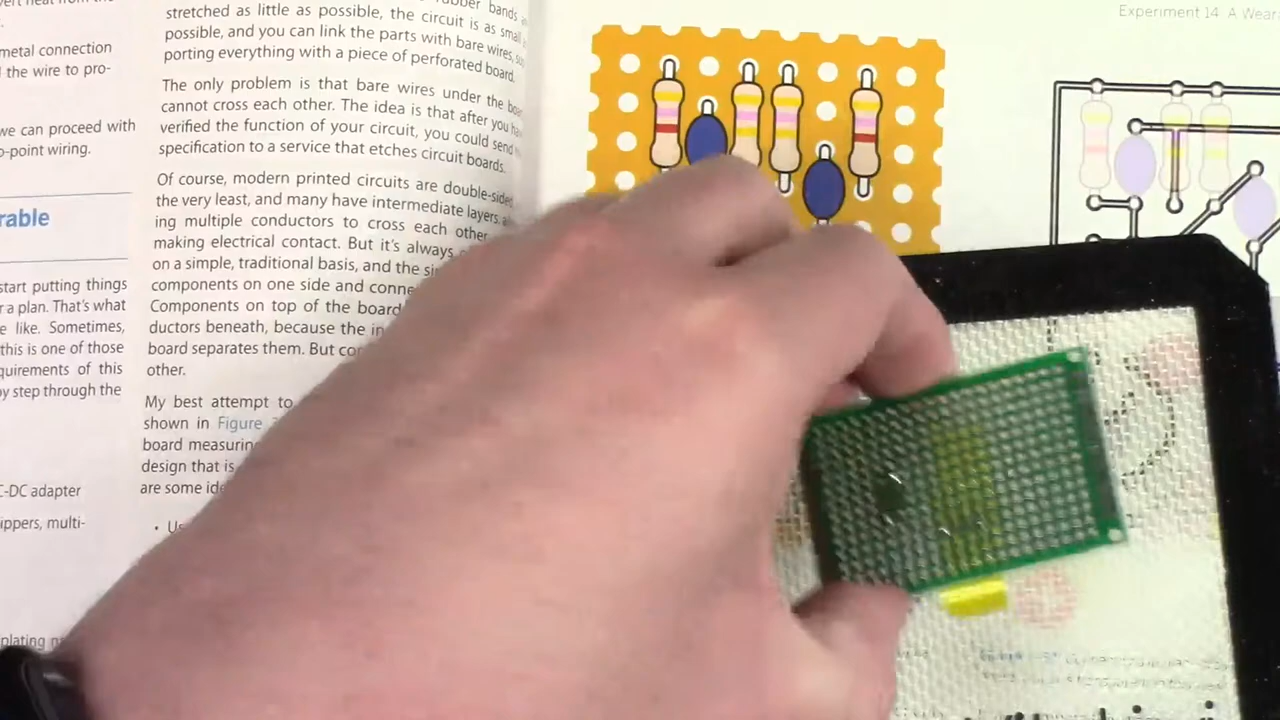 metal connection
the wire to pro-
we can proceed with
o-point wiring.
rable
start putting things
r a plan. That's what
e like. Sometimes,
this is one of those
quirements of this
by step through the
C-DC adapter
ippers, multi-
plating
rubber bands
stretched as little as possible, the circuit is as small
possible, and you can link the parts with bare wires,
porting everything with a piece of perforated board.
The only problem is that bare wires under the
cannot cross each other. The idea is that after you
verified the function of your circuit, you could send
specification to a service that etches circuit boards.
Of course, modern printed circuits are double-sided
the very least, and many have intermediate layers,
ing multiple conductors to cross each other
making electrical contact. But it's always
on a simple, traditional basis, and the
components on one side and conne
Components on top of the board
ductors beneath, because the in
board separates them. But
other.
My best attempt to
shown in Figure
board measuring
design that is
are some
Experiment 14 A Wear